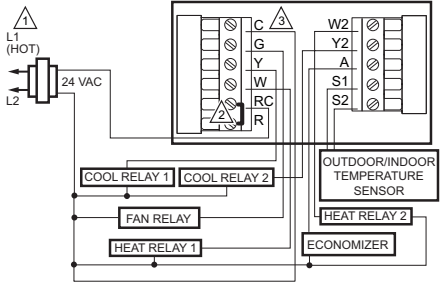 1
L1
(HOT)
24 VAC
L2
3
C
G
Y
W
RC
R
2
W2
Y2
A
S1
S2
OUTDOOR/INDOOR
TEMPERATURE
SENSOR
COOL RELAY 1
COOL RELAY 2
FAN RELAY
HEAT RELAY 2
HEAT RELAY 1
ECONOMIZER